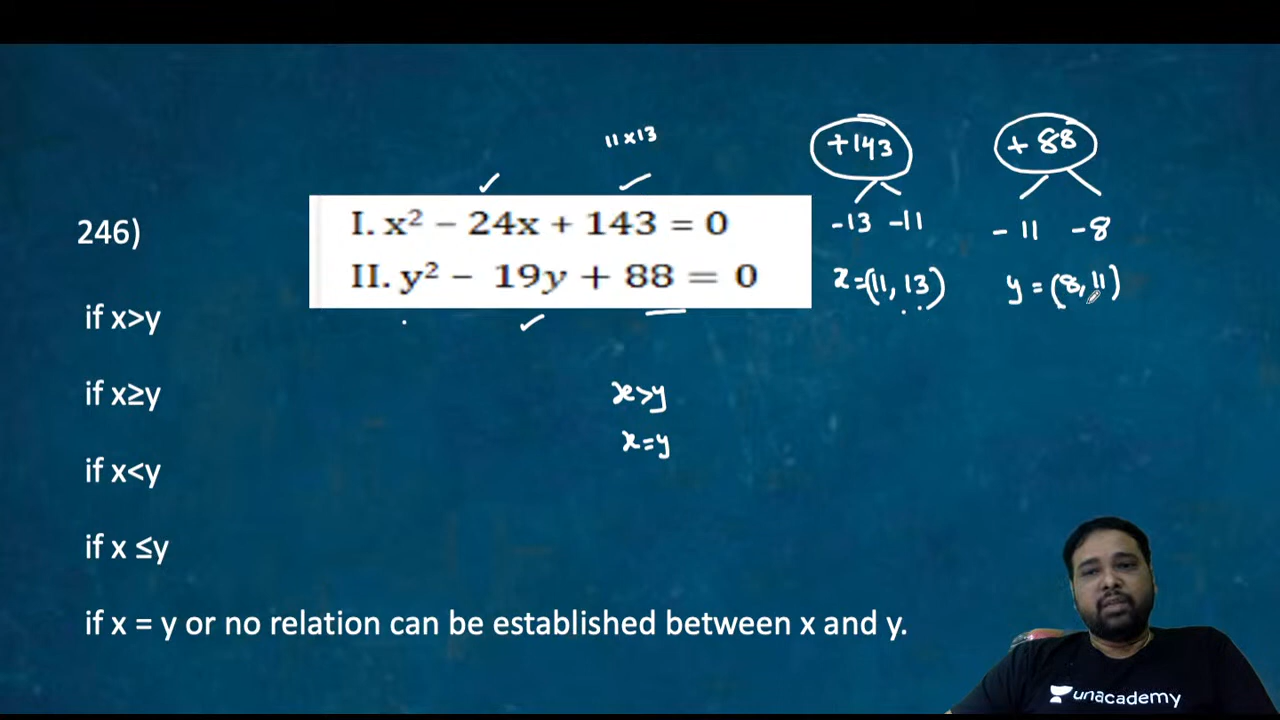 11×13
+143
+88
246)
I. x² − 24x + 143 = 0
II. y² − 19y + 88 = 0
-13 -11
-11 -8
x=(11, 13)
y=(8, 11)
if x>y
if x≥y
x>y
x=y
if x<y
if x ≤y
if x = y or no relation can be established between x and y.
unacademy